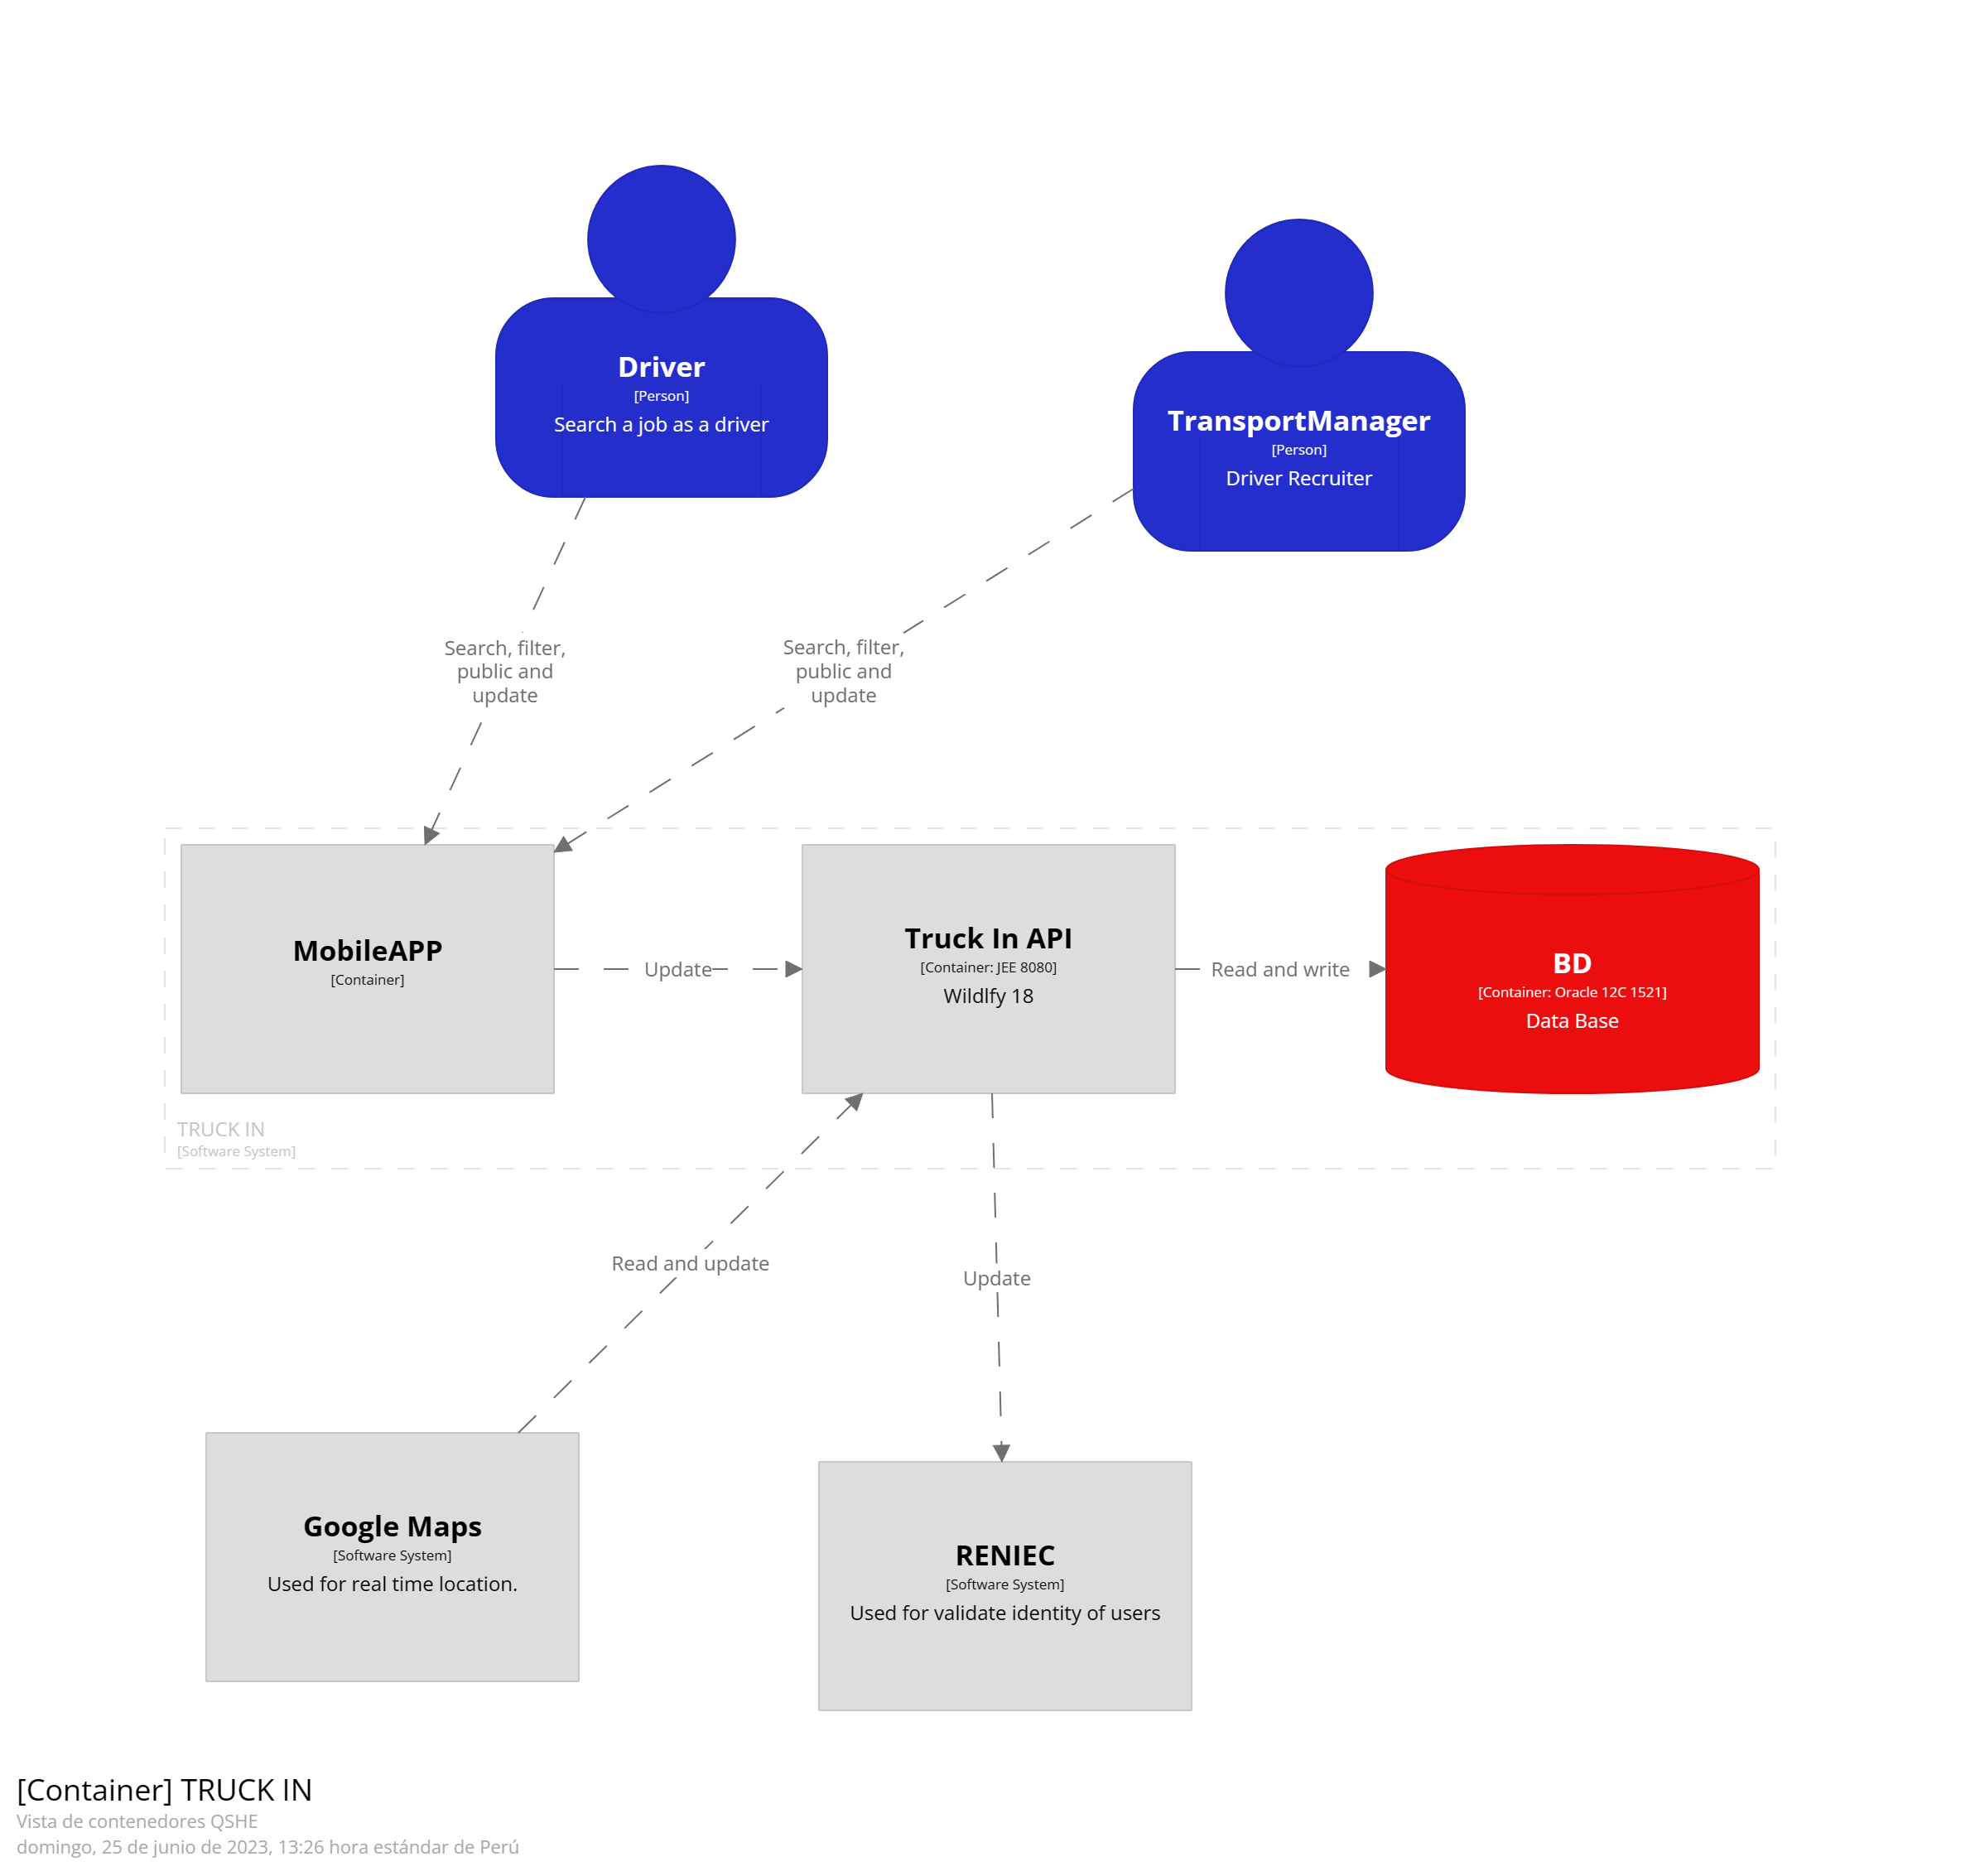 Driver
[Person]
Search a job as a driver
TransportManager
[Person]
Driver Recruiter
Search, filter,
public and
update
Search, filter,
public and
update
MobileAPP
[Container]
Update
Truck In API
[Container: JEE 8080]
Wildlfy 18
Read and write
BD
[Container: Oracle 12C 1521]
Data Base
TRUCK IN
[Software System]
Read and update
Update
Google Maps
[Software System]
Used for real time location.
RENIEC
[Software System]
Used for validate identity of users
[Container] TRUCK IN
Vista de contenedores QSHE
domingo, 25 de junio de 2023, 13:26 hora estándar de Perú